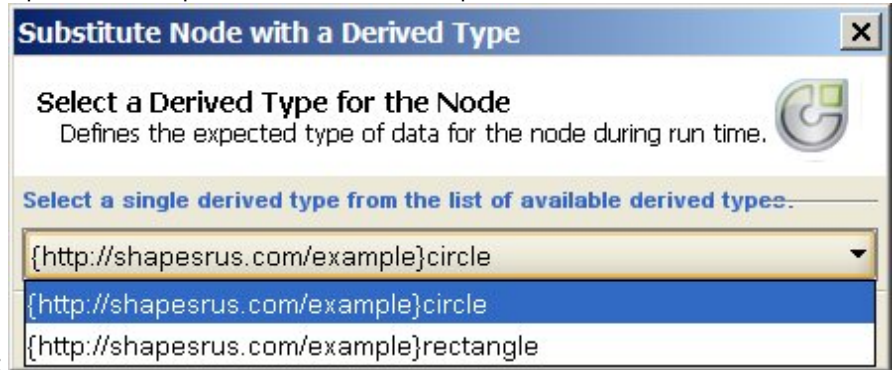 Substitute Node with a Derived Type
Select a Derived Type for the Node
Defines the expected type of data for the node during run time.
Select a single derived type from the list of available derived types.
{http://shapesrus.com/example}circle
{http://shapesrus.com/example}circle
{http://shapesrus.com/example}rectangle